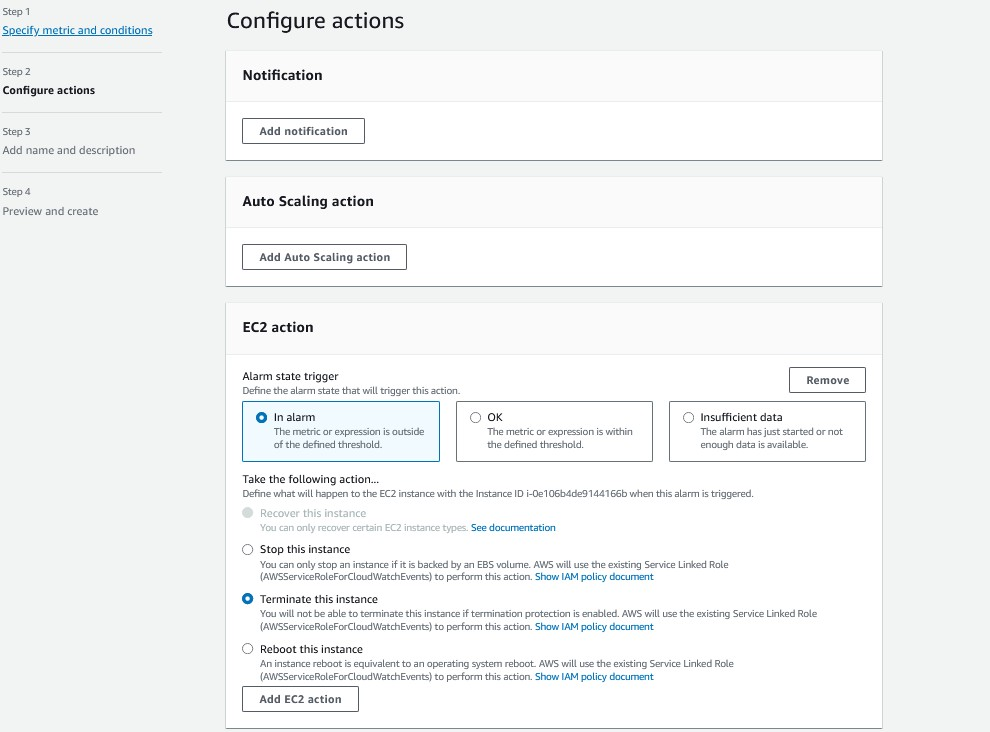 Step 1
Specify metric and conditions
Step 2
Configure actions
Step 3
Add name and description
Step 4
Preview and create
Configure actions
Notification
Add notification
Auto Scaling action
Add Auto Scaling action
EC2 action
Alarm state trigger
Define the alarm state that will trigger this action.
Remove
In alarm
The metric or expression is outside
of the defined threshold.
OK
The metric or expression is within
the defined threshold.
Insufficient data
The alarm has just started or not
enough data is available.
Take the following action...
Define what will happen to the EC2 instance with the Instance ID i-0e106b4de9144166b when this alarm is triggered.
Recover this instance
You can only recover certain EC2 instance types. See documentation
Stop this instance
You can only stop an instance if it is backed by an EBS volume. AWS will use the existing Service Linked Role
(AWSServiceRoleForCloudWatchEvents) to perform this action. Show IAM policy document
Terminate this instance
You will not be able to terminate this instance if termination protection is enabled. AWS will use the existing Service Linked Role
(AWSServiceRoleForCloudWatchEvents) to perform this action. Show IAM policy document
Reboot this instance
An instance reboot is equivalent to an operating system reboot. AWS will use the existing Service Linked Role
(AWSServiceRoleForCloudWatchEvents) to perform this action. Show IAM policy document
Add EC2 action